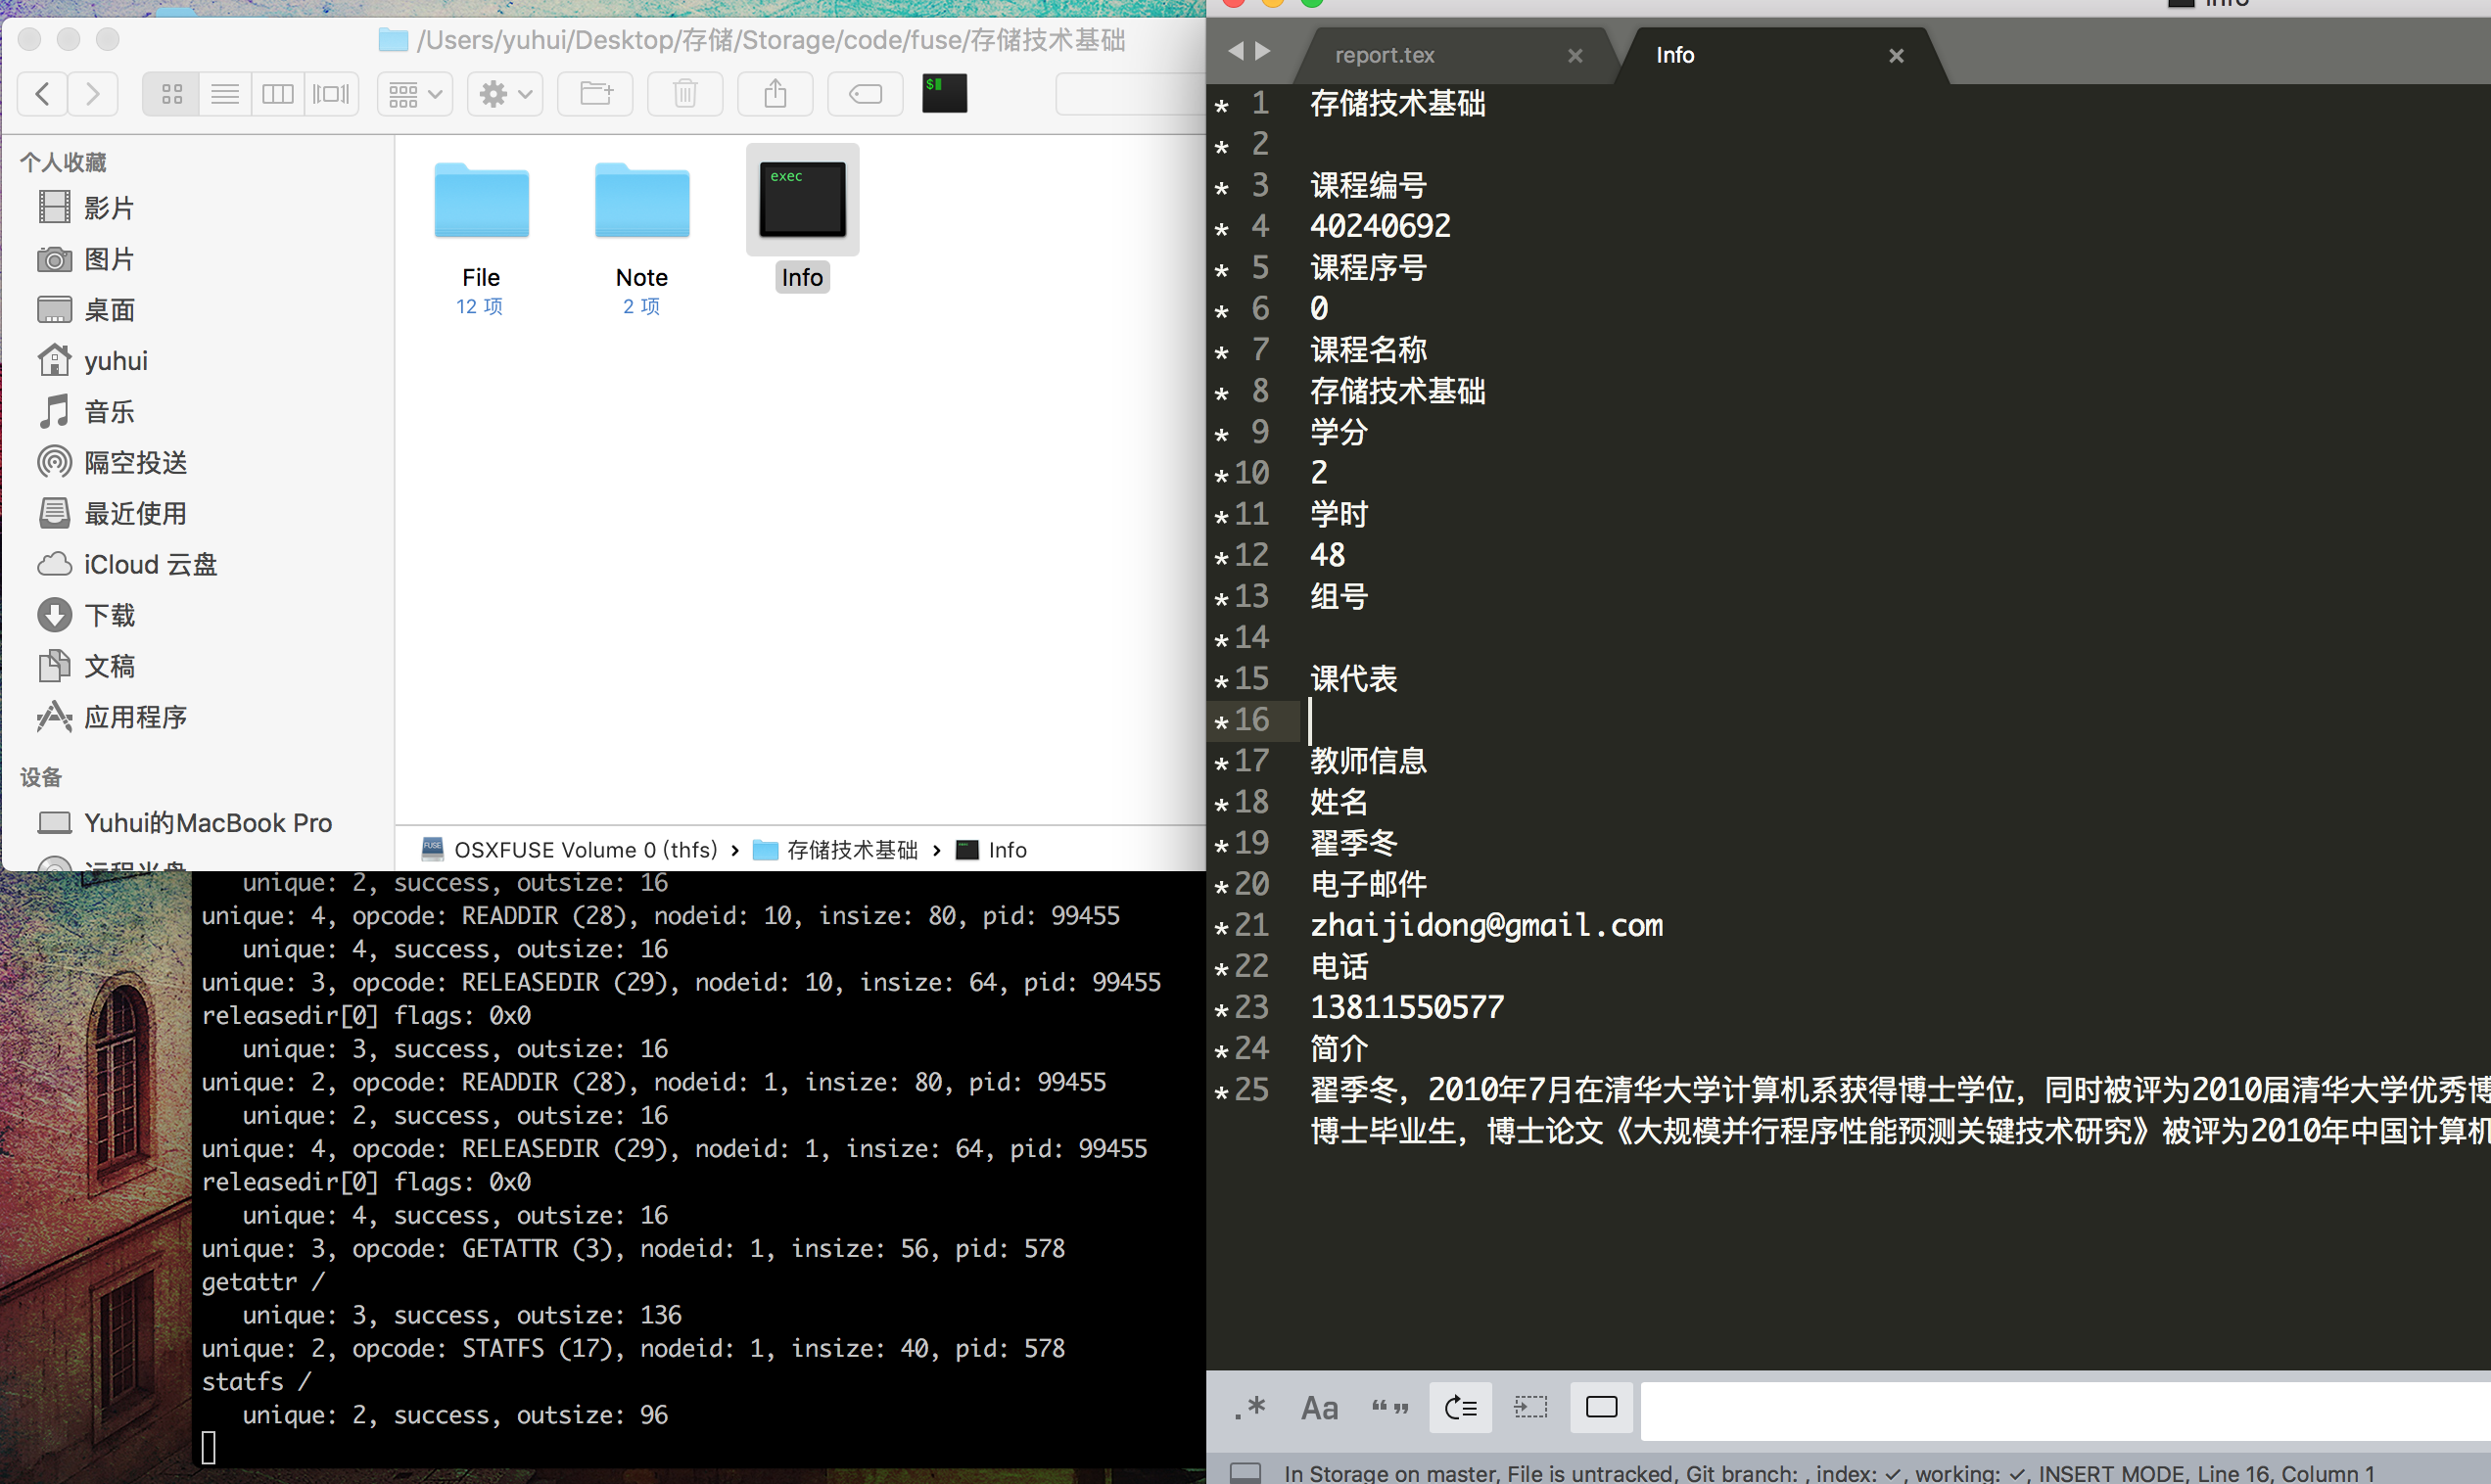 /Users/yuhui/Desktop/存储/Storage/code/fuse/存储技术基础
个人收藏
影片
图片
桌面
yuhui
音乐
隔空投送
最近使用
iCloud 云盘
下载
文稿
应用程序
设备
Yuhui的MacBook Pro
远程光盘
$
exec
File
12 项
Note
2 项
Info
OSXFUSE Volume 0 (thfs) › 存储技术基础 › Info
unique: 2, success, outsize: 16
unique: 4, opcode: READDIR (28), nodeid: 10, insize: 80, pid: 99455
unique: 4, success, outsize: 16
unique: 3, opcode: RELEASEDIR (29), nodeid: 10, insize: 64, pid: 99455
releasedir[0] flags: 0x0
unique: 3, success, outsize: 16
unique: 2, opcode: READDIR (28), nodeid: 1, insize: 80, pid: 99455
unique: 2, success, outsize: 16
unique: 4, opcode: RELEASEDIR (29), nodeid: 1, insize: 64, pid: 99455
releasedir[0] flags: 0x0
unique: 4, success, outsize: 16
unique: 3, opcode: GETATTR (3), nodeid: 1, insize: 56, pid: 578
getattr /
unique: 3, success, outsize: 136
unique: 2, opcode: STATFS (17), nodeid: 1, insize: 40, pid: 578
statfs /
unique: 2, success, outsize: 96
Info
report.tex
Info
* 1 存储技术基础
* 2
* 3 课程编号
* 4 40240692
* 5 课程序号
* 6 0
* 7 课程名称
* 8 存储技术基础
* 9 学分
*10 2
*11 学时
*12 48
*13 组号
*14
*15 课代表
*16
*17 教师信息
*18 姓名
*19 翟季冬
*20 电子邮件
*21 zhaijidong@gmail.com
*22 电话
*23 13811550577
*24 简介
*25 翟季冬，2010年7月在清华大学计算机系获得博士学位，同时被评为2010届清华大学优秀博
博士毕业生，博士论文《大规模并行程序性能预测关键技术研究》被评为2010年中国计算机
.* Aa “”
In Storage on master, File is untracked, Git branch: , index: ✓, working: ✓, INSERT MODE, Line 16, Column 1